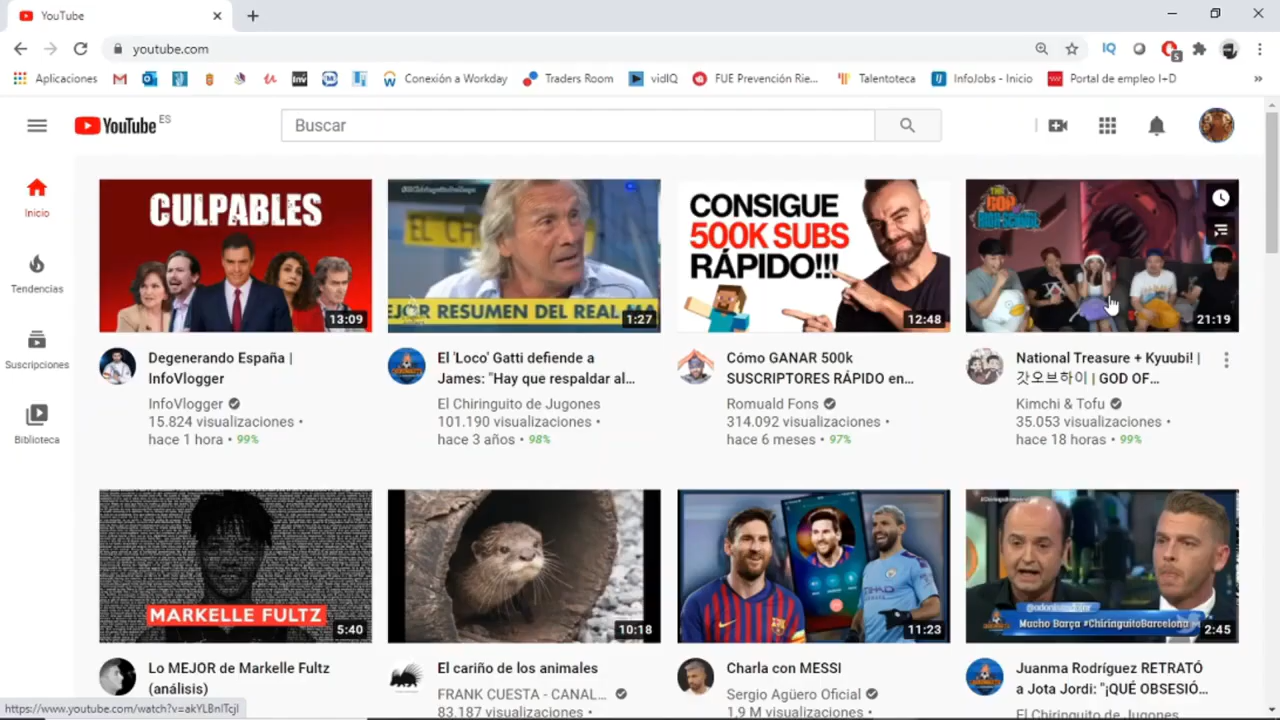 YouTube
youtube.com
5
Aplicaciones
Conexión a Workday
Traders Room
vidIQ
FUE Prevención Rie...
Talentoteca
InfoJobs - Inicio
Portal de empleo I+D
»
YouTube ES
Buscar
Inicio
Tendencias
Suscripciones
Biblioteca
CULPABLES
13:09
EL CH
JOR RESUMEN DEL REAL MA
1:27
CONSIGUE
500K SUBS
RÁPIDO!!!
12:48
21:19
Degenerando España |
InfoVlogger
InfoVlogger
15.824 visualizaciones •
hace 1 hora • 99%
El 'Loco' Gatti defiende a
James: "Hay que respaldar al...
El Chiringuito de Jugones
101.190 visualizaciones •
hace 3 años • 98%
Cómo GANAR 500k
SUSCRIPTORES RÁPIDO en...
Romuald Fons
314.092 visualizaciones •
hace 6 meses • 97%
National Treasure + Kyuubi! |
갓오브하이 | GOD OF...
Kimchi & Tofu
35.053 visualizaciones •
hace 18 horas • 99%
MARKELLE FULTZ
5:40
10:18
11:23
Mucho Barça #ChiringuitoBarcelona
2:45
Lo MEJOR de Markelle Fultz
(análisis)
El cariño de los animales
FRANK CUESTA - CANAL...
83.187 visualizaciones •
Charla con MESSI
Sergio Agüero Oficial
1,9 M visualizaciones •
Juanma Rodríguez RETRATÓ
a Jota Jordi: "¡QUÉ OBSESIÓ...
El Chiringuito de Jugones
https://www.youtube.com/watch?v=akYLBnITcjI